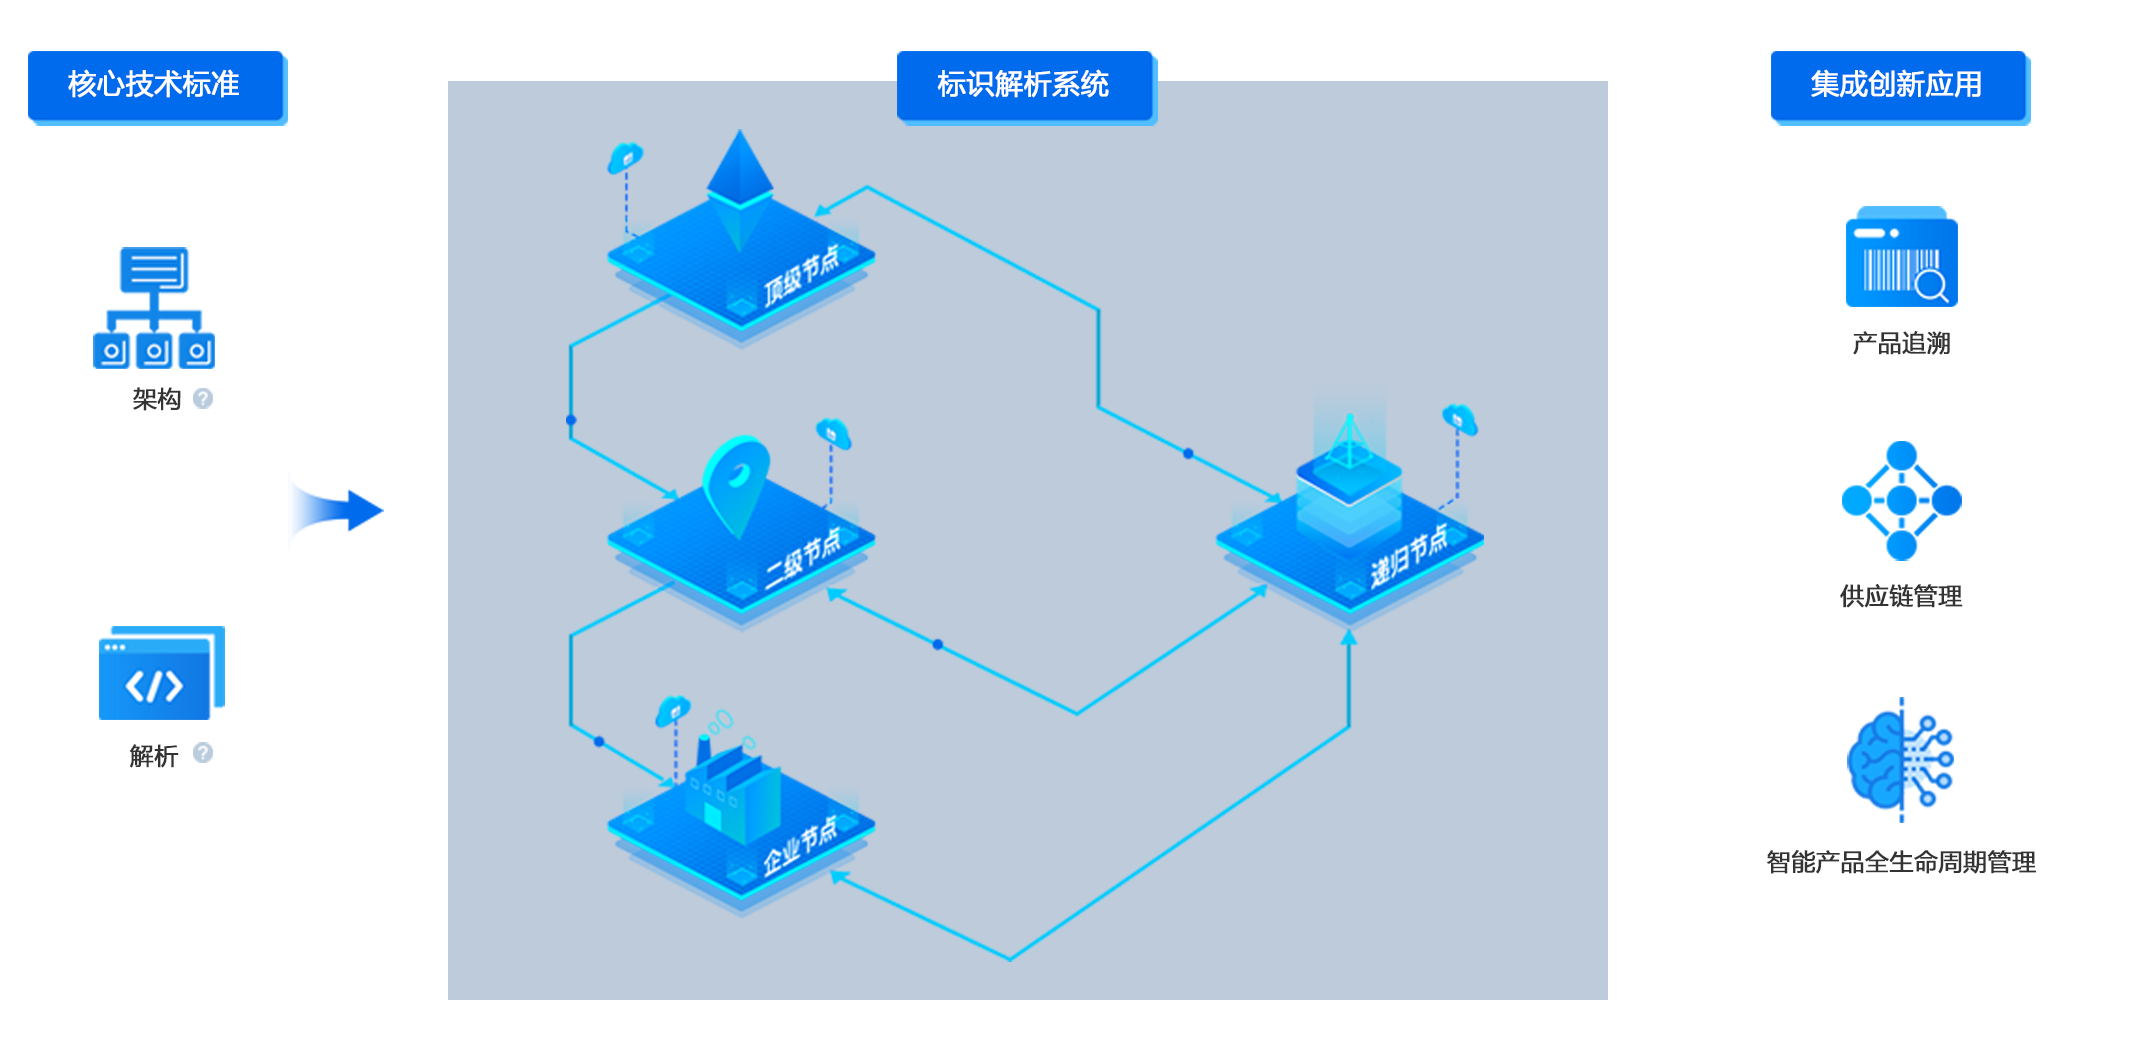 核心技术标准
架构
?
解析
?
标识解析系统
顶级节点
二级节点
递归节点
企业节点
集成创新应用
产品追溯
供应链管理
智能产品全生命周期管理